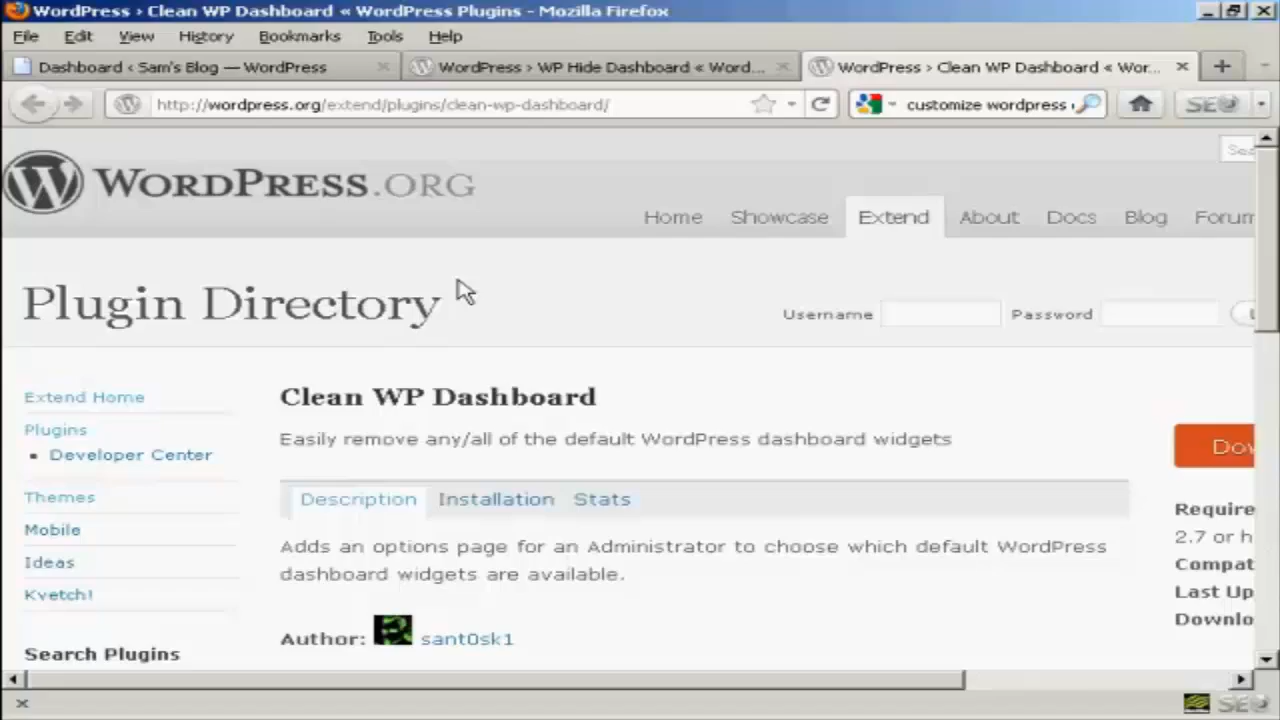 WordPress › Clean WP Dashboard « WordPress Plugins - Mozilla Firefox
File Edit View History Bookmarks Tools Help
Dashboard ‹ Sam's Blog — WordPress
WordPress › WP Hide Dashboard « Word...
WordPress › Clean WP Dashboard « Wor...
http://wordpress.org/extend/plugins/clean-wp-dashboard/
customize wordpress
SEO
WORDPRESS.ORG
Home Showcase Extend About Docs Blog Forum
Plugin Directory
Username
Password
Extend Home
Plugins
Developer Center
Themes
Mobile
Ideas
Kvetch!
Search Plugins
Clean WP Dashboard
Easily remove any/all of the default WordPress dashboard widgets
Description Installation Stats
Adds an options page for an Administrator to choose which default WordPress
dashboard widgets are available.
Author: sant0sk1
Dow
Require
2.7 or h
Compat
Last Up
Downlo
SEO